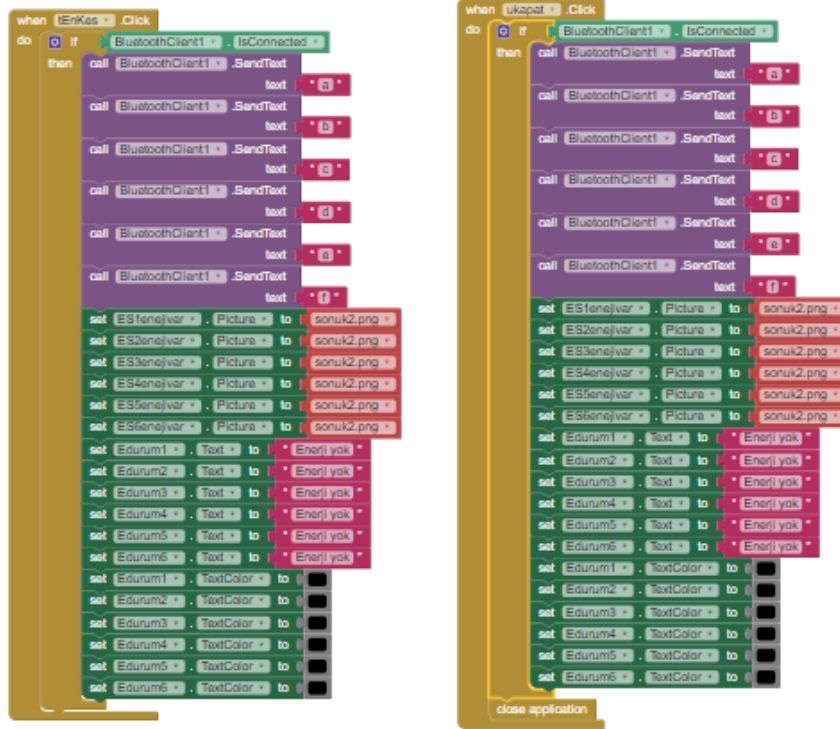 when tEnKes .Click
do if BluetoothClient1 . IsConnected
then call BluetoothClient1 .SendText
text " a "
call BluetoothClient1 .SendText
text " b "
call BluetoothClient1 .SendText
text " c "
call BluetoothClient1 .SendText
text " d "
call BluetoothClient1 .SendText
text " e "
call BluetoothClient1 .SendText
text " f "
set ES1enejivar . Picture to sonuk2.png
set ES2enejivar . Picture to sonuk2.png
set ES3enejivar . Picture to sonuk2.png
set ES4enejivar . Picture to sonuk2.png
set ES5enejivar . Picture to sonuk2.png
set ES6enejivar . Picture to sonuk2.png
set Edurum1 . Text to " Enerji yok "
set Edurum2 . Text to " Enerji yok "
set Edurum3 . Text to " Enerji yok "
set Edurum4 . Text to " Enerji yok "
set Edurum5 . Text to " Enerji yok "
set Edurum6 . Text to " Enerji yok "
set Edurum1 . TextColor to
set Edurum2 . TextColor to
set Edurum3 . TextColor to
set Edurum4 . TextColor to
set Edurum5 . TextColor to
set Edurum6 . TextColor to
when ukapat .Click
do if BluetoothClient1 . IsConnected
then call BluetoothClient1 .SendText
text " a "
call BluetoothClient1 .SendText
text " b "
call BluetoothClient1 .SendText
text " c "
call BluetoothClient1 .SendText
text " d "
call BluetoothClient1 .SendText
text " e "
call BluetoothClient1 .SendText
text " f "
set ES1enejivar . Picture to sonuk2.png
set ES2enejivar . Picture to sonuk2.png
set ES3enejivar . Picture to sonuk2.png
set ES4enejivar . Picture to sonuk2.png
set ES5enejivar . Picture to sonuk2.png
set ES6enejivar . Picture to sonuk2.png
set Edurum1 . Text to " Enerji yok "
set Edurum2 . Text to " Enerji yok "
set Edurum3 . Text to " Enerji yok "
set Edurum4 . Text to " Enerji yok "
set Edurum5 . Text to " Enerji yok "
set Edurum6 . Text to " Enerji yok "
set Edurum1 . TextColor to
set Edurum2 . TextColor to
set Edurum3 . TextColor to
set Edurum4 . TextColor to
set Edurum5 . TextColor to
set Edurum6 . TextColor to
close application